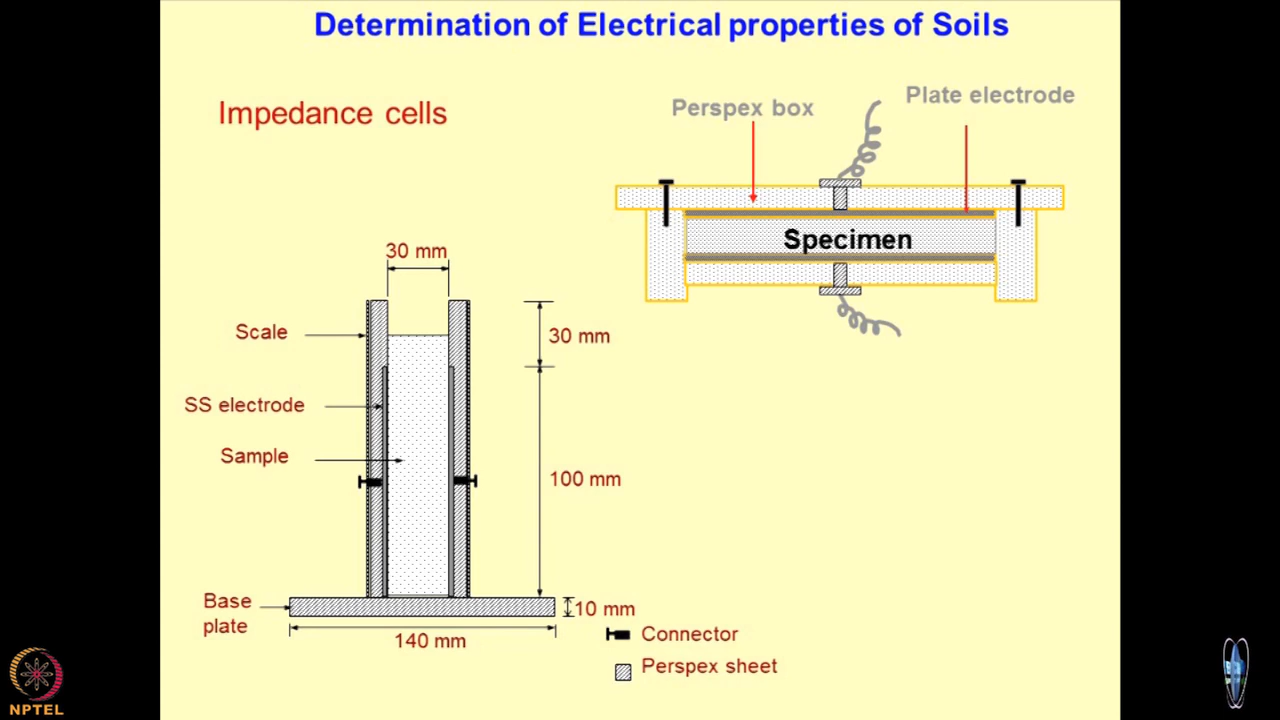 Determination of Electrical properties of Soils
Impedance cells
Perspex box
Plate electrode
Specimen
30 mm
Scale
30 mm
SS electrode
Sample
100 mm
Base
plate
10 mm
140 mm
Connector
Perspex sheet
NPTEL